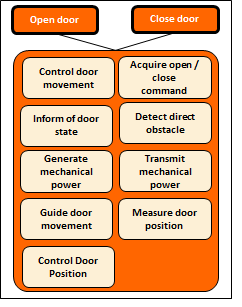 Open door
Close door
Control door
movement
Acquire open /
close
command
Inform of door
state
Detect direct
obstacle
Generate
mechanical
power
Transmit
mechanical
power
Guide door
movement
Measure door
position
Control Door
Position